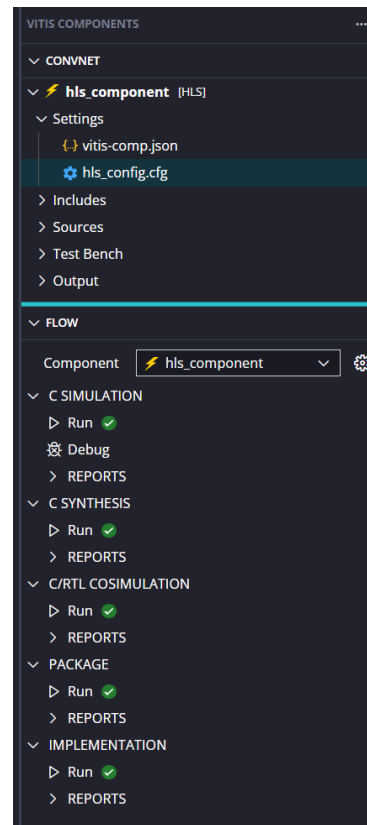 VITIS COMPONENTS ...
CONVNET
hls_component [HLS]
Settings
{..} vitis-comp.json
hls_config.cfg
Includes
Sources
Test Bench
Output
FLOW
Component hls_component
C SIMULATION
Run
Debug
REPORTS
C SYNTHESIS
Run
REPORTS
C/RTL COSIMULATION
Run
REPORTS
PACKAGE
Run
REPORTS
IMPLEMENTATION
Run
REPORTS